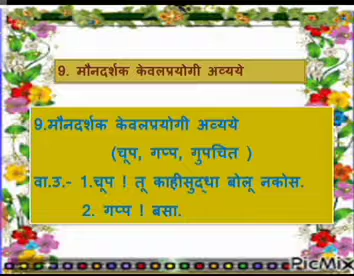 9. मौनदर्शक केवलप्रयोगी अव्यये
9.मौनदर्शक केवलप्रयोगी अव्यये
(चूप, गप्प, गुपचित )
वा.उ.- 1.चूप ! तू काहीसुद्धा बोलू नकोस.
2. गप्प ! बसा.
PicMix